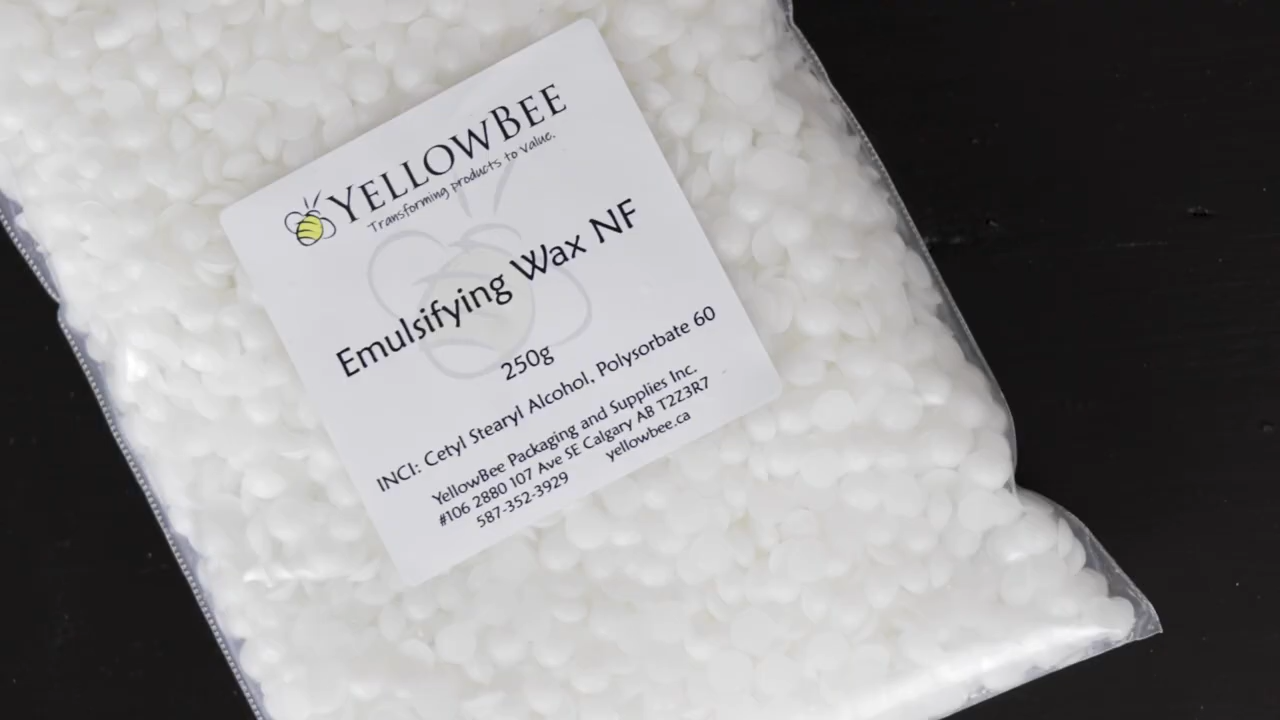 YELLOWBEE
Transforming products to value.
Emulsifying Wax NF
250g
INCI: Cetyl Stearyl Alcohol, Polysorbate 60
YellowBee Packaging and Supplies Inc.
#106 2880 107 Ave SE Calgary AB T2Z3R7
587-352-3929 yellowbee.ca